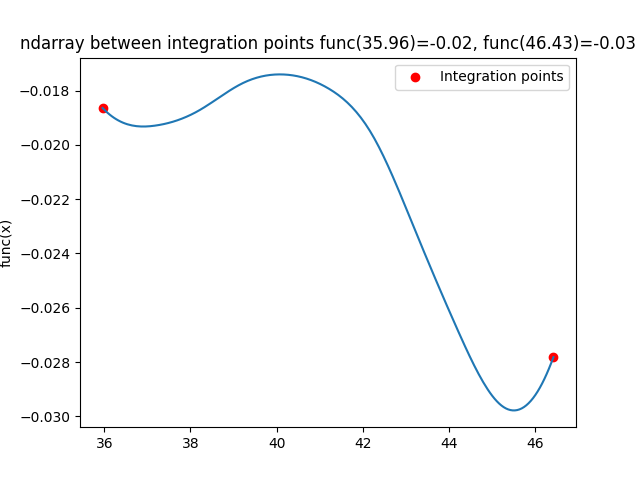 ndarray between integration points func(35.96)=-0.02, func(46.43)=-0.03
Integration points
func(x)
−0.018
−0.020
−0.022
−0.024
−0.026
−0.028
−0.030
36 38 40 42 44 46